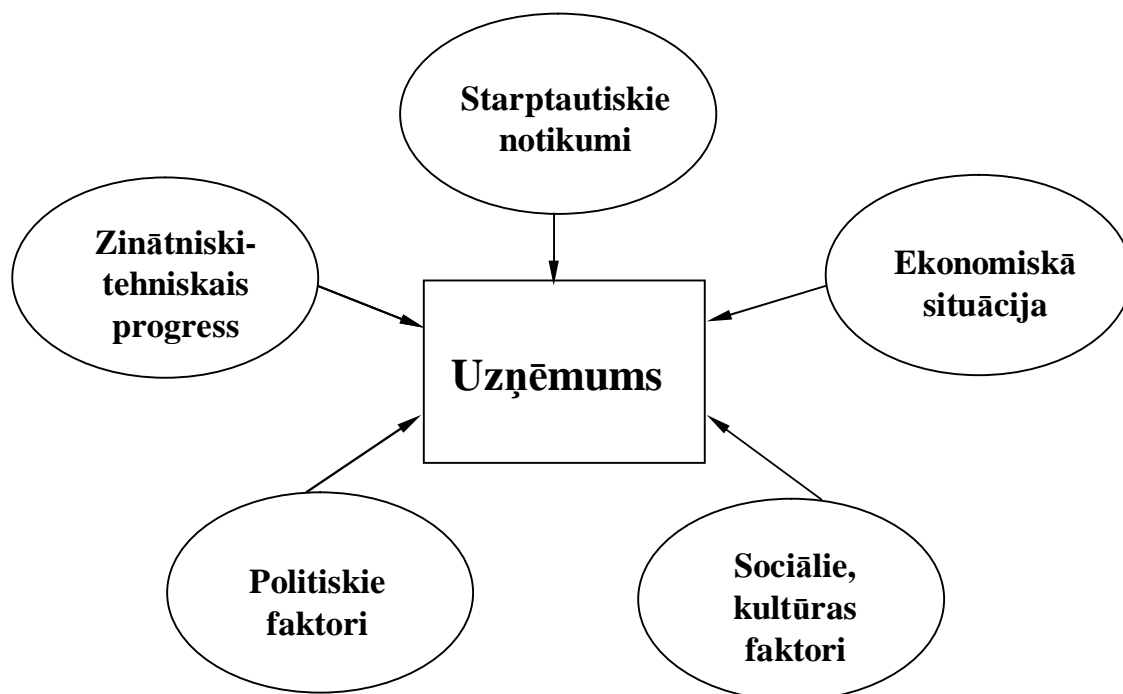 Starptautiskie
notikumi
Zinātniski-
tehniskais
progress
Ekonomiskā
situācija
Uzņēmums
Politiskie
faktori
Sociālie,
kultūras
faktori